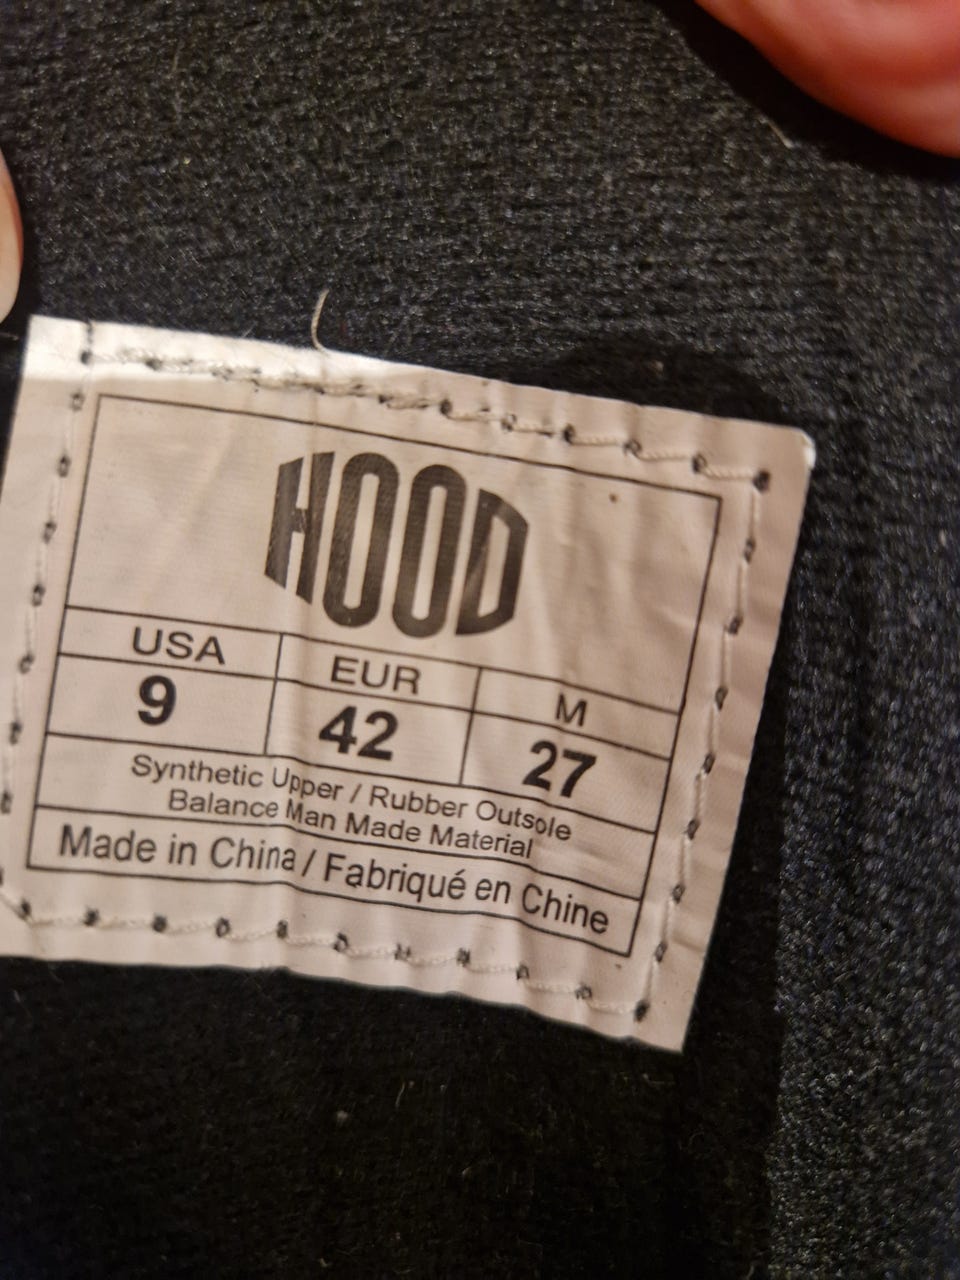 HOOD
USA EUR M
9 42 27
Synthetic Upper / Rubber Outsole
Balance Man Made Material
Made in China / Fabriqué en Chine